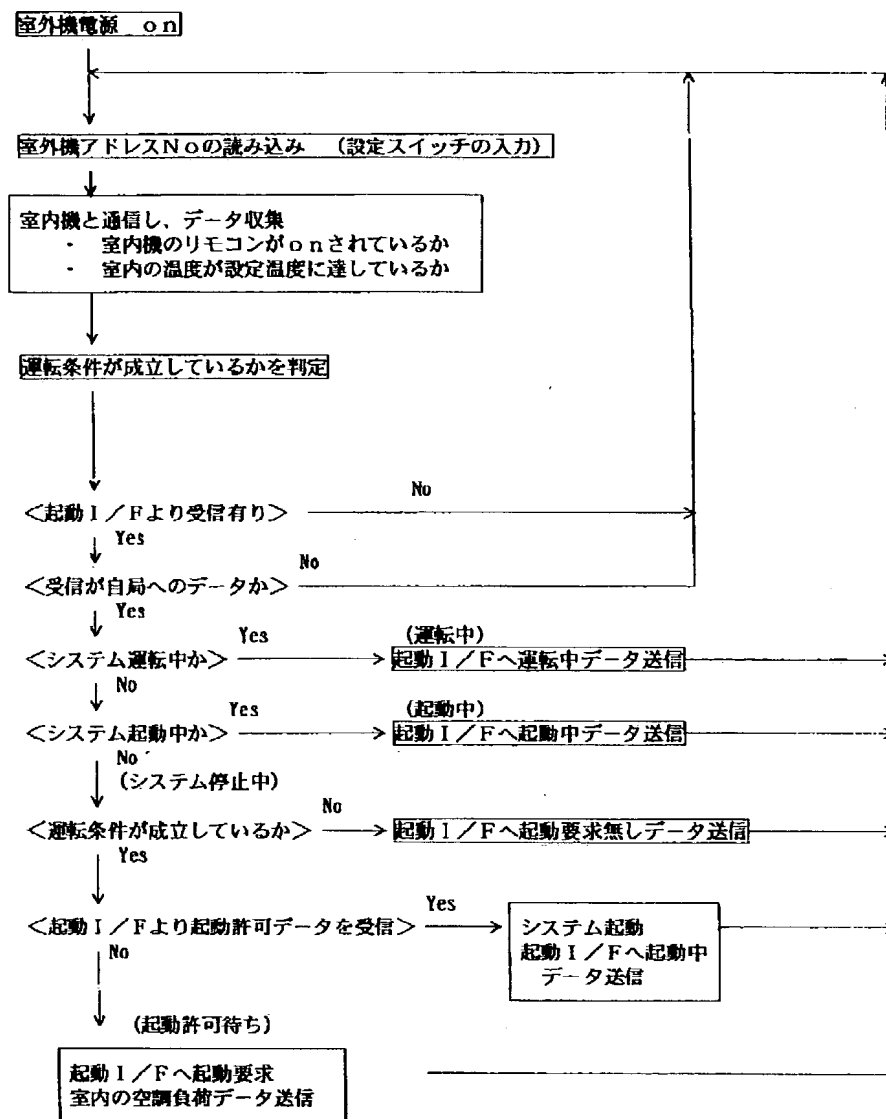 室外機電源　ｏｎ
室外機アドレスＮｏの読み込み　（設定スイッチの入力）
室内機と通信し、データ収集
・　室内機のリモコンがｏｎされているか
・　室内の温度が設定温度に達しているか
運転条件が成立しているかを判定
No
＜起動Ｉ／Ｆより受信有り＞
Yes
No
＜受信が自局へのデータか＞
Yes
Yes
(運転中)
＜システム運転中か＞
起動Ｉ／Ｆへ運転中データ送信
No
Yes
(起動中)
＜システム起動中か＞
起動Ｉ／Ｆへ起動中データ送信
No
(システム停止中)
No
＜運転条件が成立しているか＞
起動Ｉ／Ｆへ起動要求無しデータ送信
Yes
Yes
＜起動Ｉ／Ｆより起動許可データを受信＞
No
システム起動
起動Ｉ／Ｆへ起動中
データ送信
(起動許可待ち)
起動Ｉ／Ｆへ起動要求
室内の空調負荷データ送信